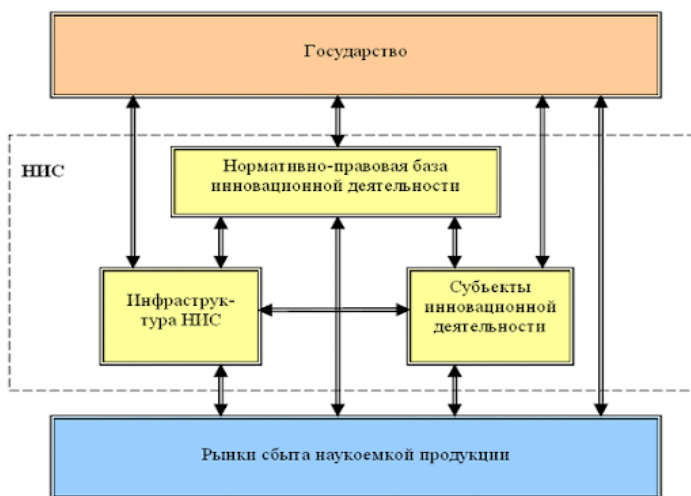 Государство
НИС
Нормативно-правовая база
инновационной деятельности
Инфраструк-
тура НИС
Субъекты
инновационной
деятельности
Рынки сбыта наукоемкой продукции